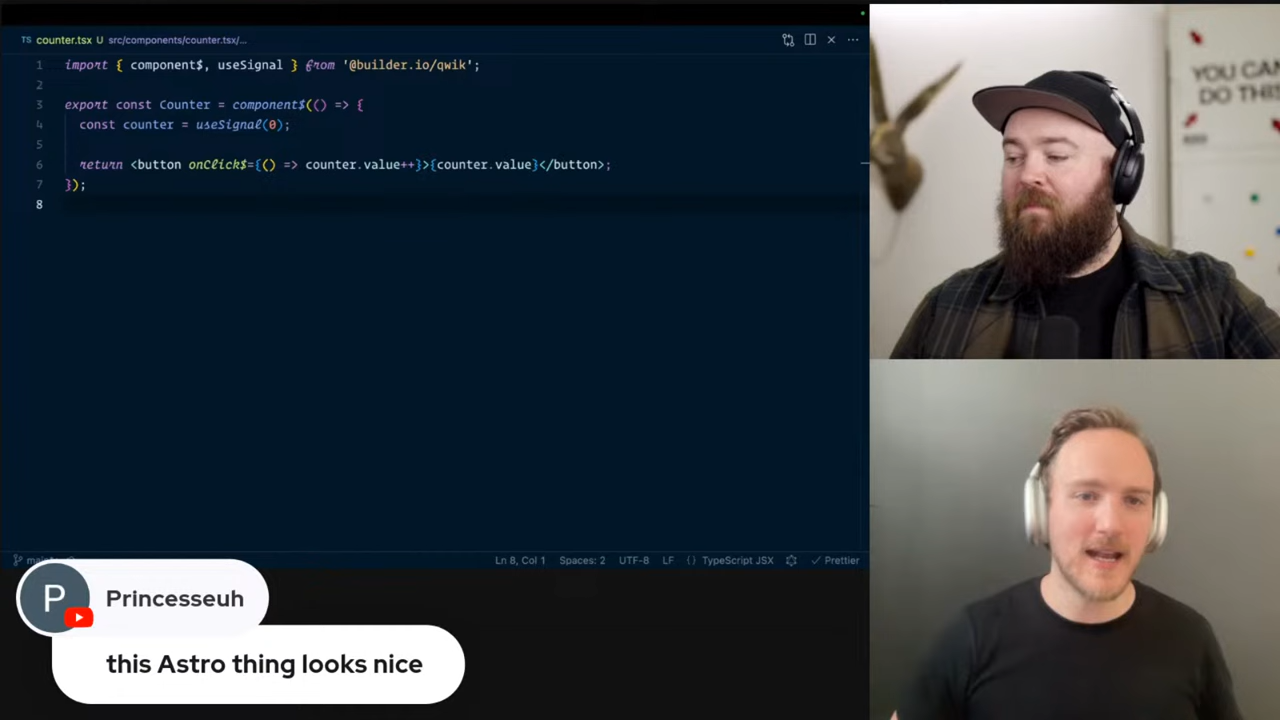 TS counter.tsx U src/components/counter.tsx/...
1 import { component$, useSignal } from '@builder.io/qwik';
2
3 export const Counter = component$(() => {
4 const counter = useSignal(0);
5
6 return <button onClick$={() => counter.value++}>{counter.value}</button>;
7 });
8
YOU CAN
DO THIS
Ln 8, Col 1 Spaces: 2 UTF-8 LF {} TypeScript JSX Prettier
P Princesseuh
this Astro thing looks nice